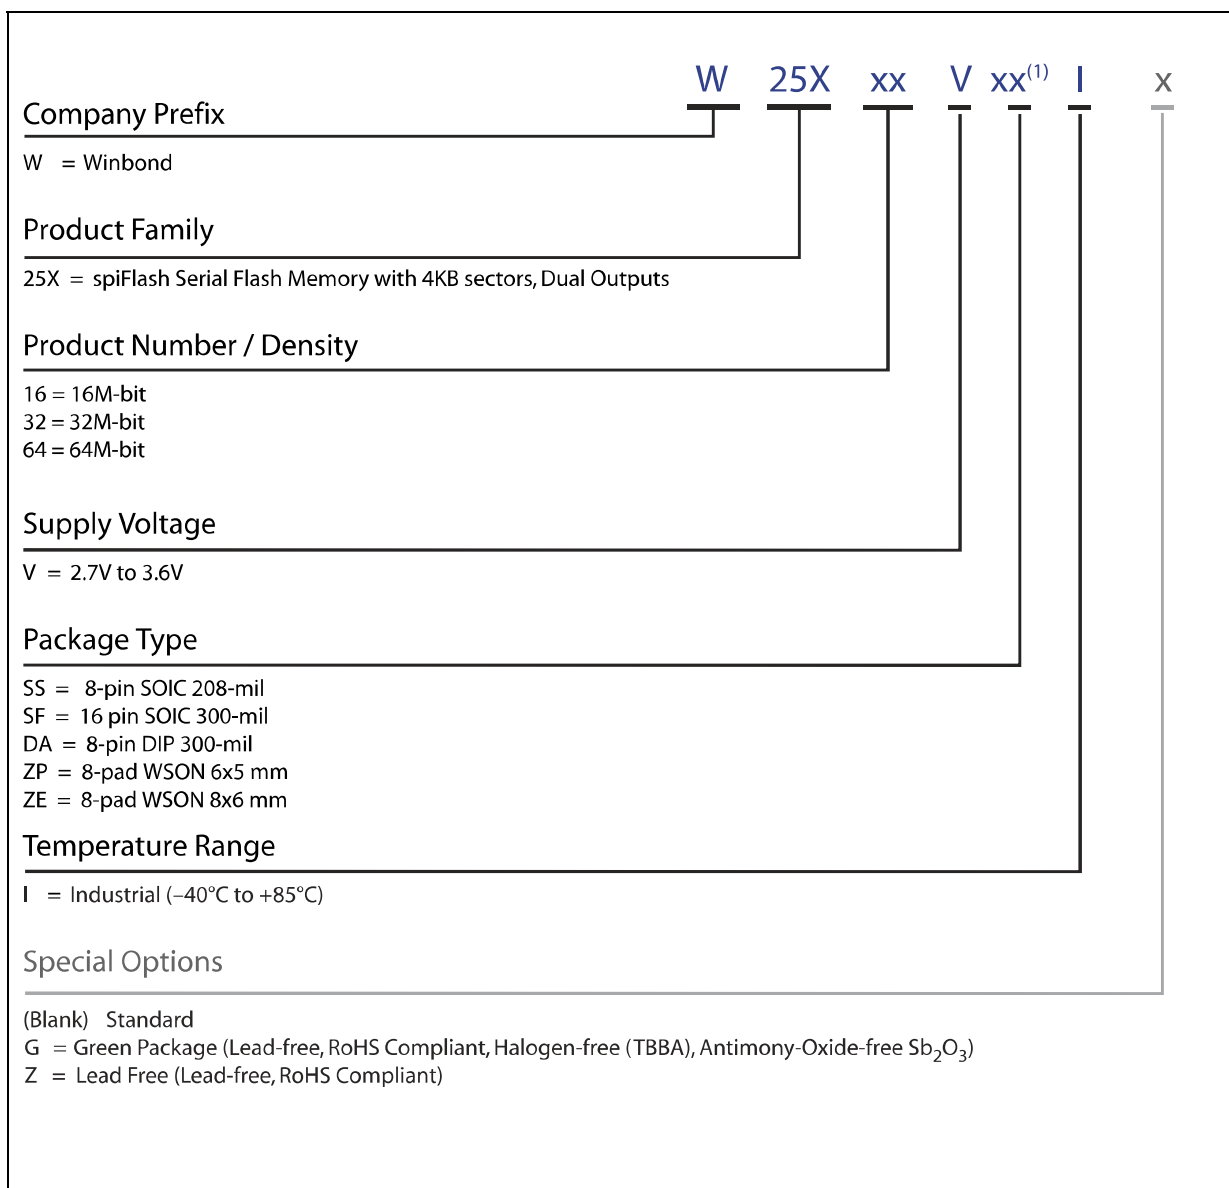 W 25X xx V xx(1) I x
Company Prefix
W = Winbond
Product Family
25X = spiFlash Serial Flash Memory with 4KB sectors, Dual Outputs
Product Number / Density
16 = 16M-bit
32 = 32M-bit
64 = 64M-bit
Supply Voltage
V = 2.7V to 3.6V
Package Type
SS = 8-pin SOIC 208-mil
SF = 16 pin SOIC 300-mil
DA = 8-pin DIP 300-mil
ZP = 8-pad WSON 6x5 mm
ZE = 8-pad WSON 8x6 mm
Temperature Range
I = Industrial (–40°C to +85°C)
Special Options
(Blank) Standard
G = Green Package (Lead-free, RoHS Compliant, Halogen-free (TBBA), Antimony-Oxide-free Sb2O3)
Z = Lead Free (Lead-free, RoHS Compliant)